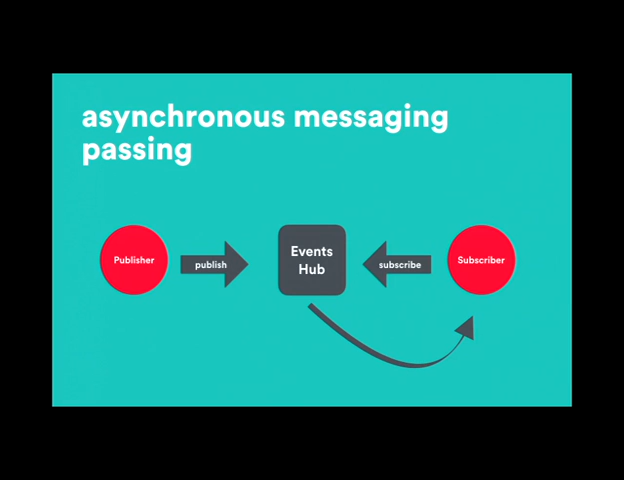 asynchronous messaging
passing
Publisher
publish
Events
Hub
subscribe
Subscriber